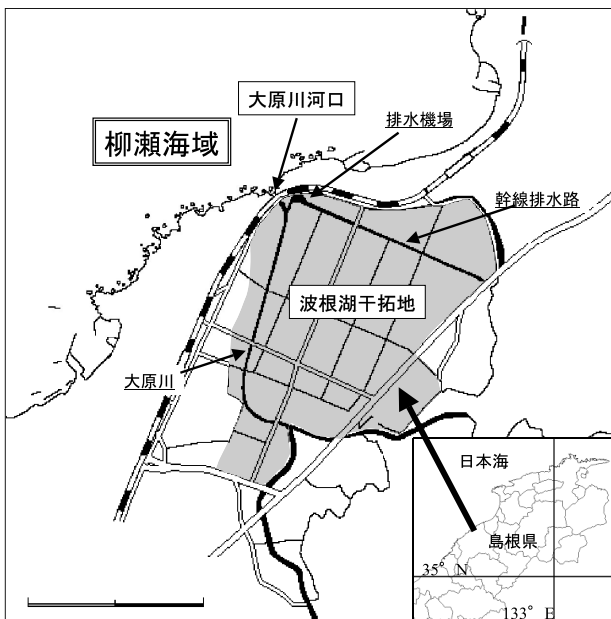 大原川河口
排水機場
柳瀬海域
幹線排水路
波根湖干拓地
大原川
日本海
島根県
35° N
133° E